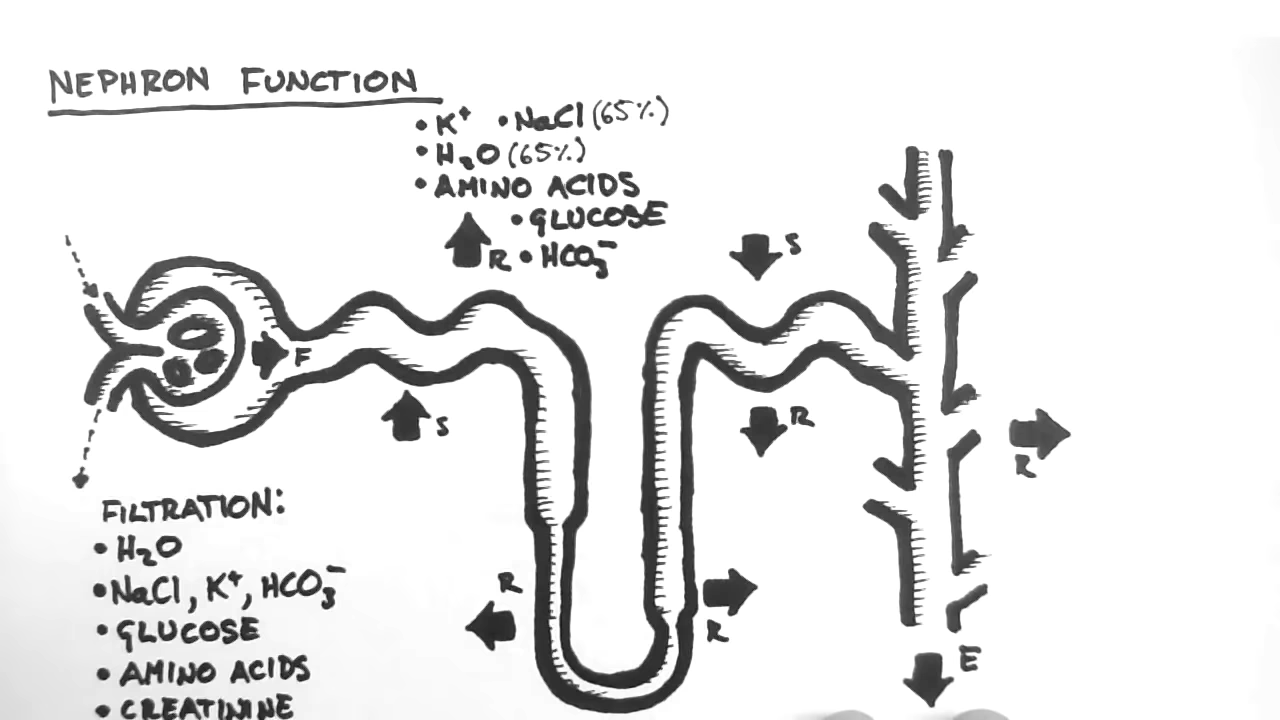 NEPHRON FUNCTION
• K⁺ • NaCl (65%)
• H₂O (65%)
• AMINO ACIDS
• GLUCOSE
R • HCO₃⁻
S
F
S
R
R
R
R
E
FILTRATION:
• H₂O
• NaCl, K⁺, HCO₃⁻
• GLUCOSE
• AMINO ACIDS
• CREATININE